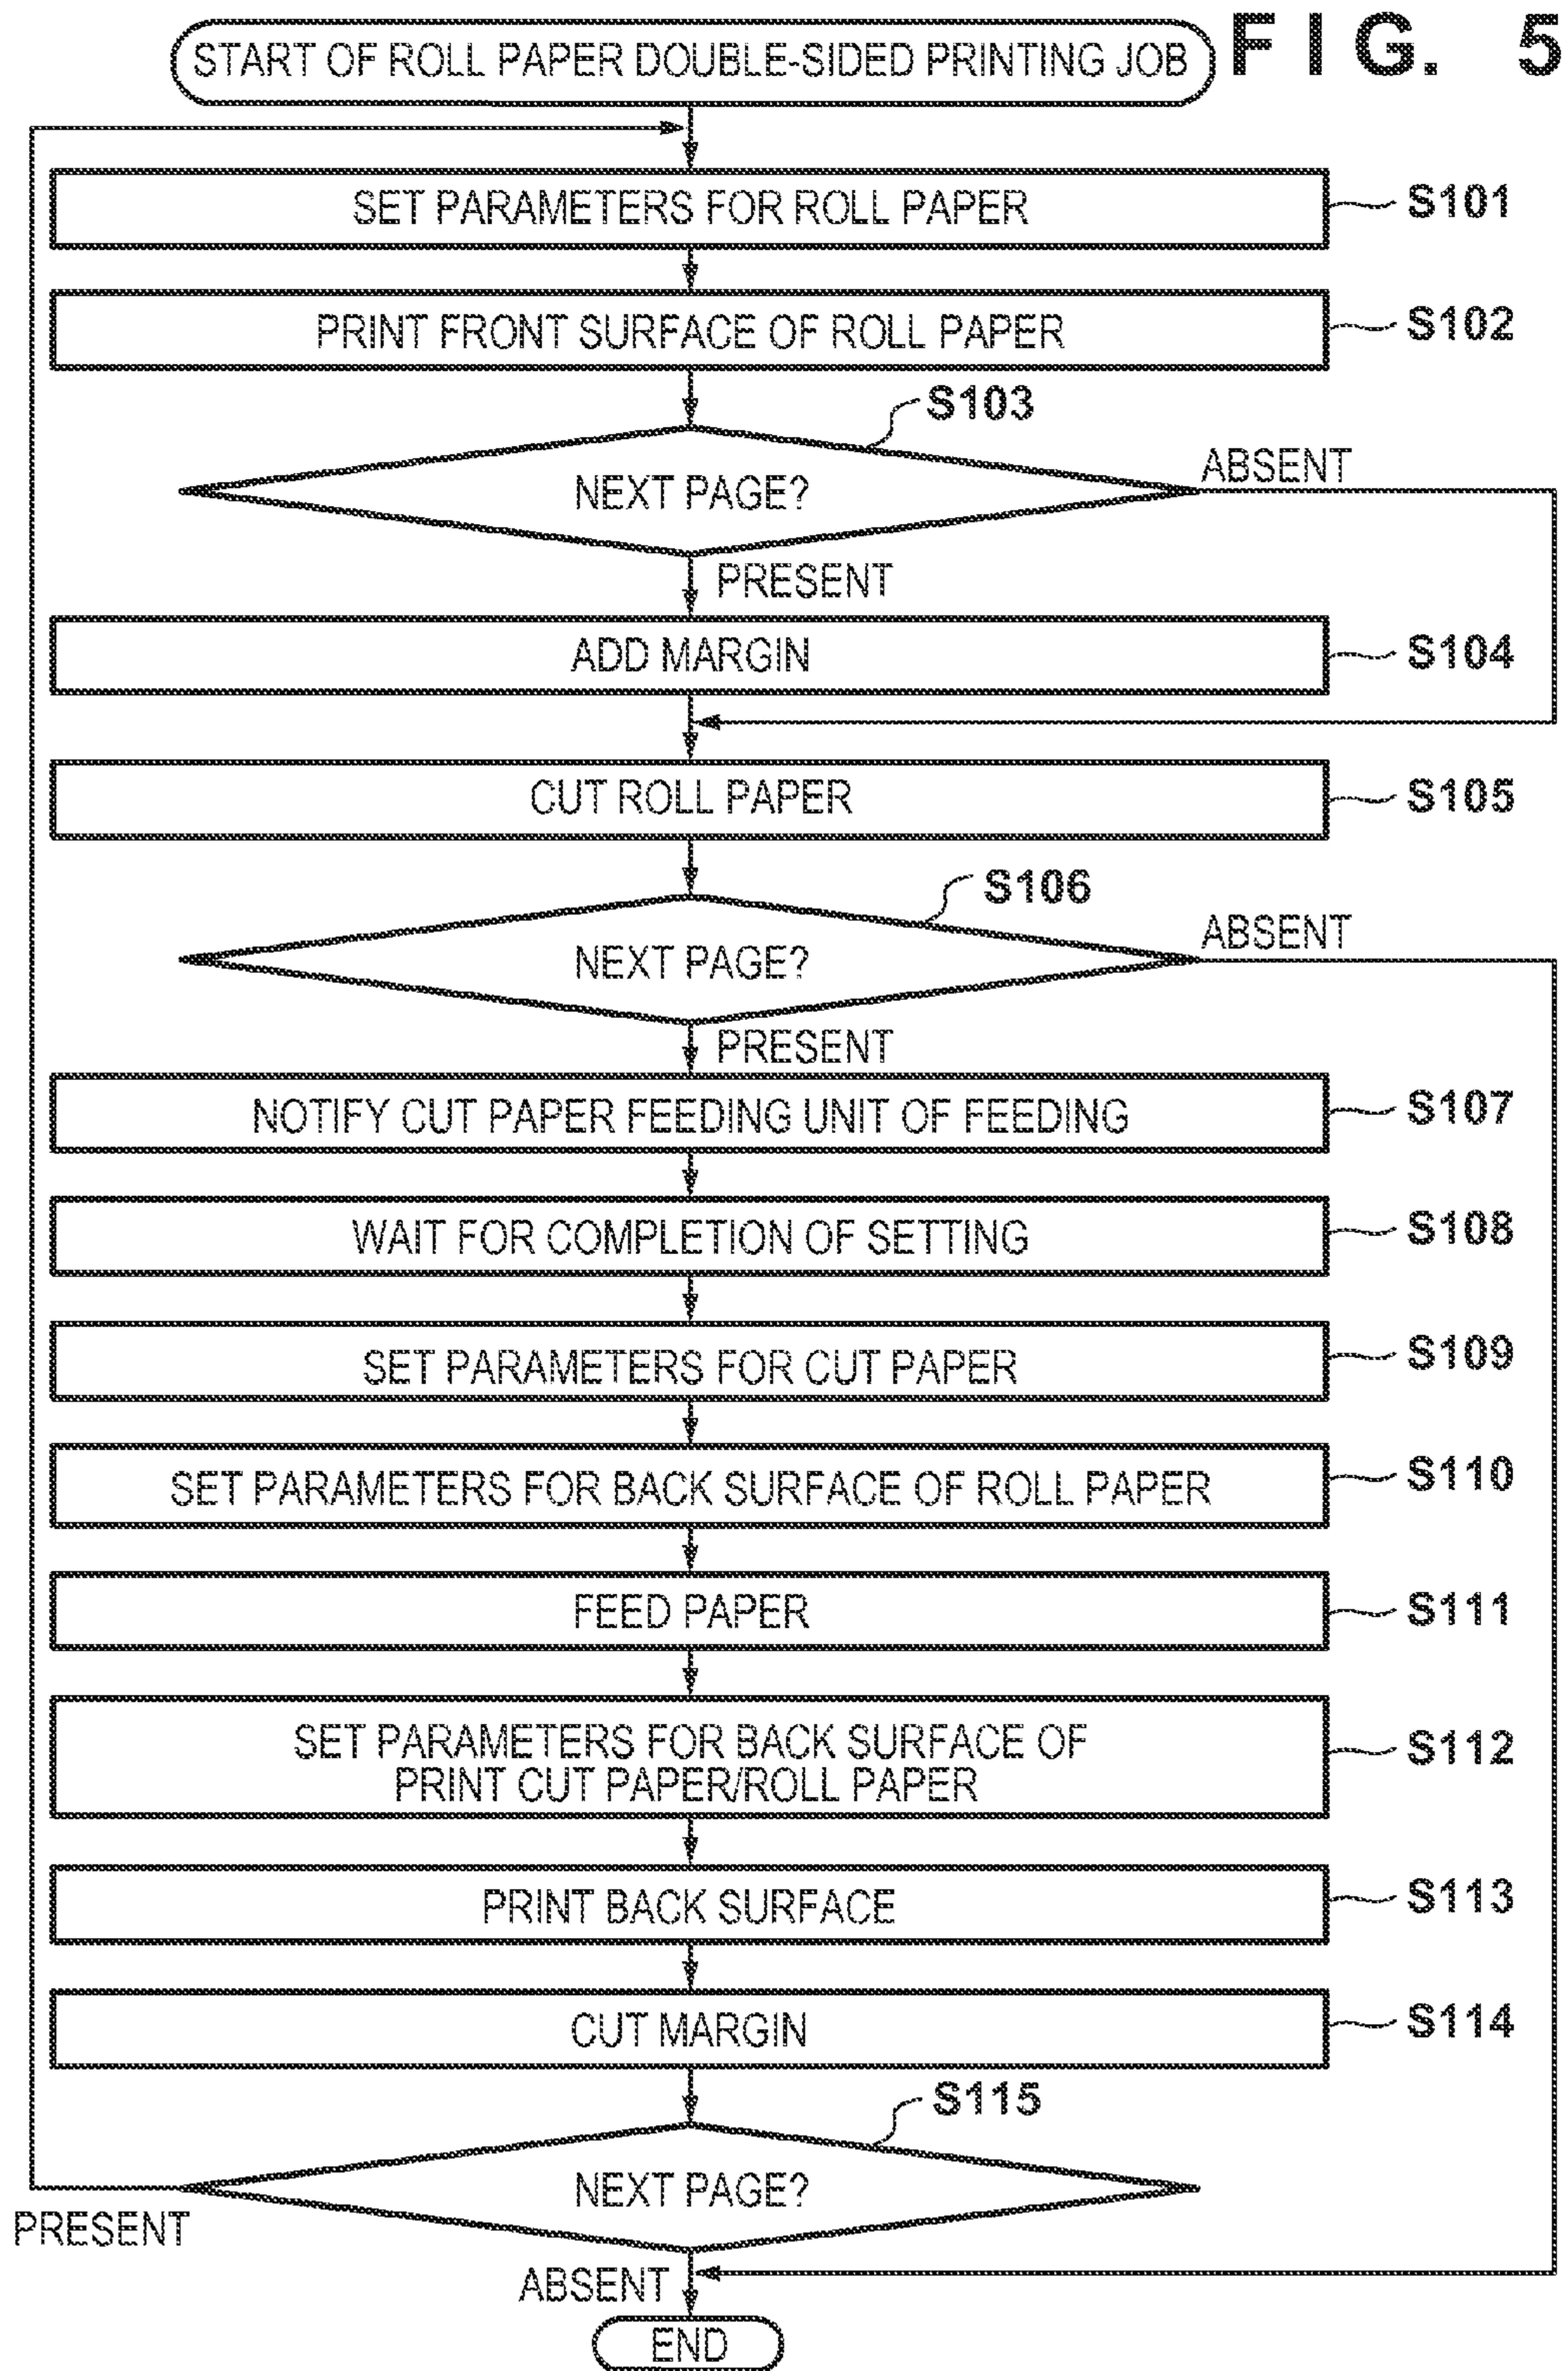 START OF ROLL PAPER DOUBLE-SIDED PRINTING JOB
FIG. 5
SET PARAMETERS FOR ROLL PAPER
S101
PRINT FRONT SURFACE OF ROLL PAPER
S102
S103
NEXT PAGE?
ABSENT
PRESENT
ADD MARGIN
S104
CUT ROLL PAPER
S105
S106
NEXT PAGE?
ABSENT
PRESENT
NOTIFY CUT PAPER FEEDING UNIT OF FEEDING
S107
WAIT FOR COMPLETION OF SETTING
S108
SET PARAMETERS FOR CUT PAPER
S109
SET PARAMETERS FOR BACK SURFACE OF ROLL PAPER
S110
FEED PAPER
S111
SET PARAMETERS FOR BACK SURFACE OF
PRINT CUT PAPER/ROLL PAPER
S112
PRINT BACK SURFACE
S113
CUT MARGIN
S114
S115
NEXT PAGE?
PRESENT
ABSENT
END